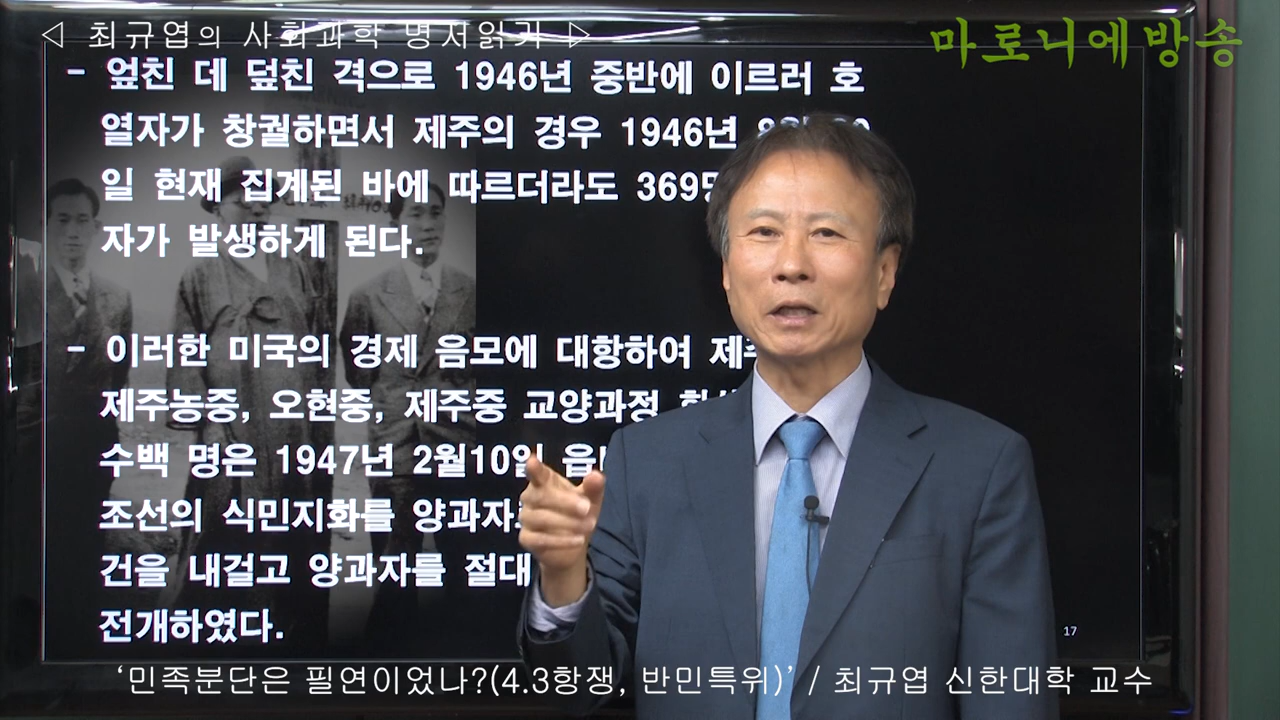 ◁ 최규엽의 사회과학 명저읽기 ▷
마로니에방송
- 엎친 데 덮친 격으로 1946년 중반에 이르러 호
열자가 창궐하면서 제주의 경우 1946년
일 현재 집계된 바에 따르더라도 369
자가 발생하게 된다.
- 이러한 미국의 경제 음모에 대항하여
제주농중, 오현중, 제주중 교양과정
수백 명은 1947년 2월10일
조선의 식민지화를
건을 내걸고 양과자를 절대
전개하였다.
17
‘민족분단은 필연이었나?(4.3항쟁, 반민특위)’ / 최규엽 신한대학 교수